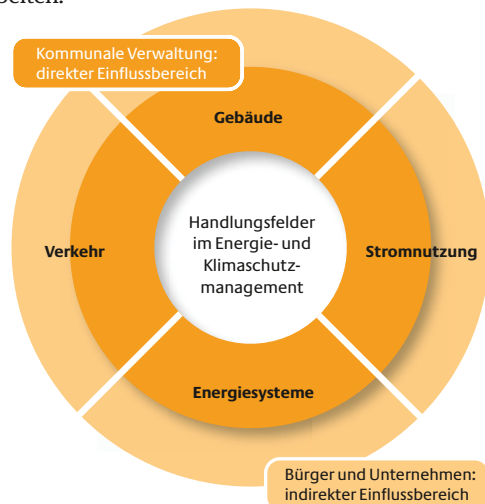 Kommunale Verwaltung:
direkter Einflussbereich
Gebäude
Handlungsfelder
im Energie- und
Klimaschutz-
management
Verkehr
Stromnutzung
Energiesysteme
Bürger und Unternehmen:
indirekter Einflussbereich